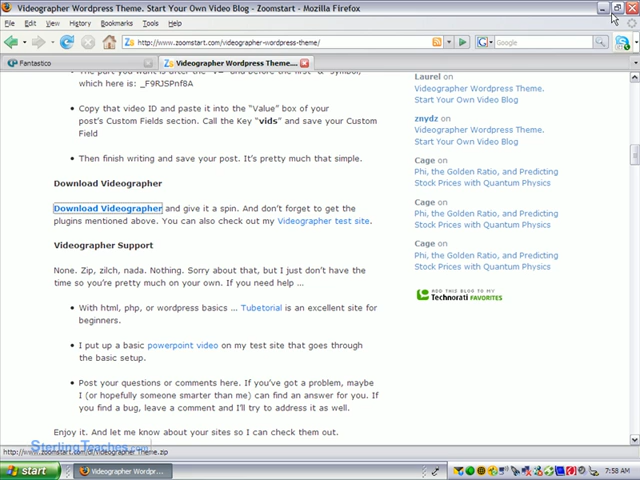 Videographer Wordpress Theme. Start Your Own Video Blog - Zoomstart - Mozilla Firefox
File Edit View History Bookmarks Tools Start Your
http://www.zoomstart.com/videographer-wordpress-theme/
Google
Fantastico
Videographer Wordpress Theme....
which here is: _F9RJSPnf8A
Copy that video ID and paste it into the "Value" box of your
post's Custom Fields section. Call the Key "vids" and save your Custom
Field
Then finish writing and save your post. It's pretty much that simple.
Download Videographer
Download Videographer and give it a spin. And don't forget to get the
plugins mentioned above. You can also check out my Videographer test site.
Videographer Support
None. Zip, zilch, nada. Nothing. Sorry about that, but I just don't have the
time so you're pretty much on your own. If you need help ...
With html, php, or wordpress basics ... Tubetorial is an excellent site for
beginners.
I put up a basic powerpoint video on my test site that goes through
the basic setup.
Post your questions or comments here. If you've got a problem, maybe
I (or hopefully someone smarter than me) can find an answer for you. If
you find a bug, leave a comment and I'll try to address it as well.
Enjoy it. And let me know about your sites so I can check them out.
Laurel on
Videographer Wordpress Theme.
Start Your Own Video Blog
znydz on
Videographer Wordpress Theme.
Start Your Own Video Blog
Cage on
Phi, the Golden Ratio, and Predicting
Stock Prices with Quantum Physics
Cage on
Phi, the Golden Ratio, and Predicting
Stock Prices with Quantum Physics
Cage on
Phi, the Golden Ratio, and Predicting
Stock Prices with Quantum Physics
ADD THIS BLOG TO MY
Technorati FAVORITES
SterlingTeaches.com
start
Videographer Wordpr...
7:58 AM